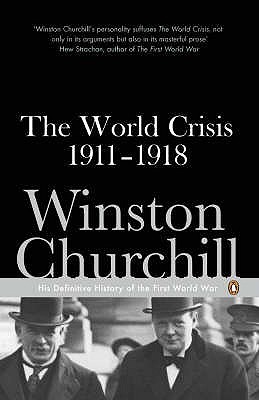 'Winston Churchill's personality suffuses The World Crisis, not
only in its arguments but also in its masterful prose'
Hew Strachan, author of The First World War
The World Crisis
1911–1918
Winston
Churchill
His Definitive History of the First World War